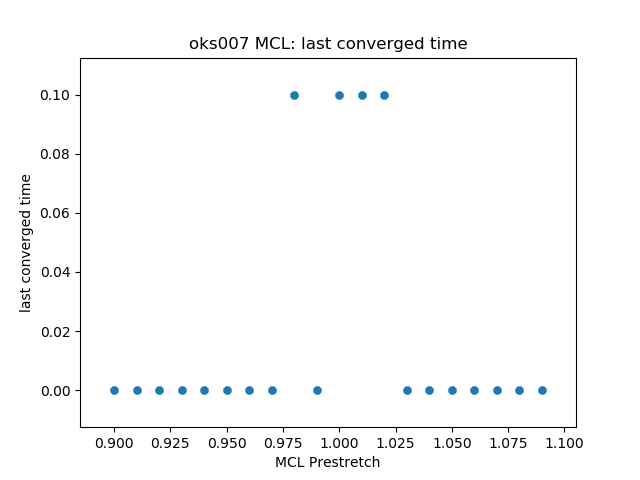 oks007 MCL: last converged time
0.10
0.08
0.06
0.04
0.02
0.00
last converged time
0.900 0.925 0.950 0.975 1.000 1.025 1.050 1.075 1.100
MCL Prestretch